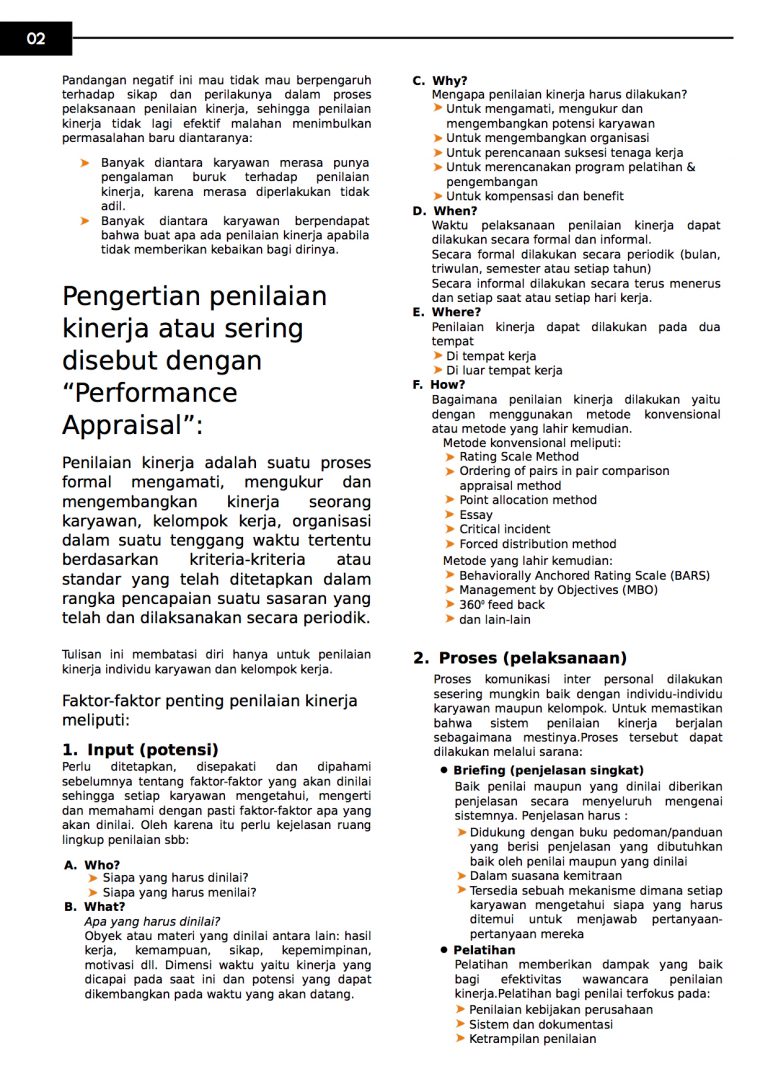 02
Pandangan negatif ini mau tidak mau berpengaruh
terhadap sikap dan perilakunya dalam proses
pelaksanaan penilaian kinerja, sehingga penilaian
kinerja tidak lagi efektif malahan menimbulkan
permasalahan baru diantaranya:
➤ Banyak diantara karyawan merasa punya
pengalaman buruk terhadap penilaian
kinerja, karena merasa diperlakukan tidak
adil.
➤ Banyak diantara karyawan berpendapat
bahwa buat apa ada penilaian kinerja apabila
tidak memberikan kebaikan bagi dirinya.
Pengertian penilaian
kinerja atau sering
disebut dengan
“Performance
Appraisal”:
Penilaian kinerja adalah suatu proses
formal mengamati, mengukur dan
mengembangkan kinerja seorang
karyawan, kelompok kerja, organisasi
dalam suatu tenggang waktu tertentu
berdasarkan kriteria-kriteria atau
standar yang telah ditetapkan dalam
rangka pencapaian suatu sasaran yang
telah dan dilaksanakan secara periodik.
Tulisan ini membatasi diri hanya untuk penilaian
kinerja individu karyawan dan kelompok kerja.
Faktor-faktor penting penilaian kinerja
meliputi:
1. Input (potensi)
Perlu ditetapkan, disepakati dan dipahami
sebelumnya tentang faktor-faktor yang akan dinilai
sehingga setiap karyawan mengetahui, mengerti
dan memahami dengan pasti faktor-faktor apa yang
akan dinilai. Oleh karena itu perlu kejelasan ruang
lingkup penilaian sbb:
A. Who?
➤ Siapa yang harus dinilai?
➤ Siapa yang harus menilai?
B. What?
Apa yang harus dinilai?
Obyek atau materi yang dinilai antara lain: hasil
kerja, kemampuan, sikap, kepemimpinan,
motivasi dll. Dimensi waktu yaitu kinerja yang
dicapai pada saat ini dan potensi yang dapat
dikembangkan pada waktu yang akan datang.
C. Why?
Mengapa penilaian kinerja harus dilakukan?
➤ Untuk mengamati, mengukur dan
mengembangkan potensi karyawan
➤ Untuk mengembangkan organisasi
➤ Untuk perencanaan suksesi tenaga kerja
➤ Untuk merencanakan program pelatihan &
pengembangan
➤ Untuk kompensasi dan benefit
D. When?
Waktu pelaksanaan penilaian kinerja dapat
dilakukan secara formal dan informal.
Secara formal dilakukan secara periodik (bulan,
triwulan, semester atau setiap tahun)
Secara informal dilakukan secara terus menerus
dan setiap saat atau setiap hari kerja.
E. Where?
Penilaian kinerja dapat dilakukan pada dua
tempat
➤ Di tempat kerja
➤ Di luar tempat kerja
F. How?
Bagaimana penilaian kinerja dilakukan yaitu
dengan menggunakan metode konvensional
atau metode yang lahir kemudian.
Metode konvensional meliputi:
➤ Rating Scale Method
➤ Ordering of pairs in pair comparison
appraisal method
➤ Point allocation method
➤ Essay
➤ Critical incident
➤ Forced distribution method
Metode yang lahir kemudian:
➤ Behaviorally Anchored Rating Scale (BARS)
➤ Management by Objectives (MBO)
➤ 360º feed back
➤ dan lain-lain
2. Proses (pelaksanaan)
Proses komunikasi inter personal dilakukan
sesering mungkin baik dengan individu-individu
karyawan maupun kelompok. Untuk memastikan
bahwa sistem penilaian kinerja berjalan
sebagaimana mestinya.Proses tersebut dapat
dilakukan melalui sarana:
● Briefing (penjelasan singkat)
Baik penilai maupun yang dinilai diberikan
penjelasan secara menyeluruh mengenai
sistemnya. Penjelasan harus :
➤ Didukung dengan buku pedoman/panduan
yang berisi penjelasan yang dibutuhkan
baik oleh penilai maupun yang dinilai
➤ Dalam suasana kemitraan
➤ Tersedia sebuah mekanisme dimana setiap
karyawan mengetahui siapa yang harus
ditemui untuk menjawab pertanyaan-
pertanyaan mereka
● Pelatihan
Pelatihan memberikan dampak yang baik
bagi efektivitas wawancara penilaian
kinerja.Pelatihan bagi penilai terfokus pada:
➤ Penilaian kebijakan perusahaan
➤ Sistem dan dokumentasi
➤ Ketrampilan penilaian